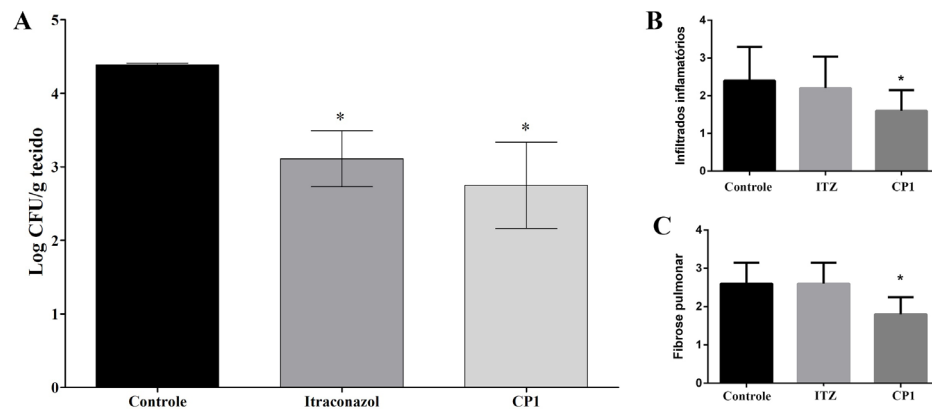 A
Log CFU/g tecido
5
4
3
2
1
0
*
*
Controle
Itraconazol
CP1
B
Infiltrados inflamatórios
4
3
2
1
0
*
Controle
ITZ
CP1
C
Fibrose pulmonar
4
3
2
1
0
*
Controle
ITZ
CP1